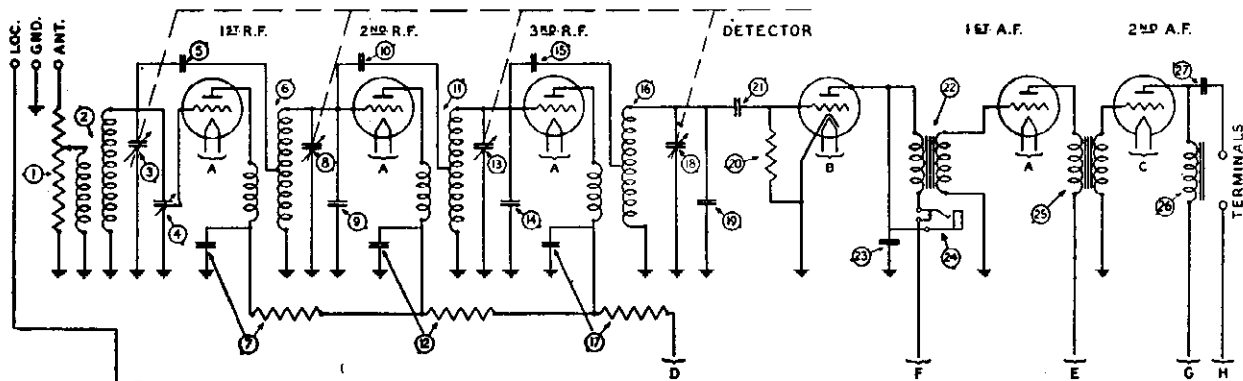 LOC.
GND.
ANT.
1ST R.F.
2ND R.F.
3RD R.F.
DETECTOR
1ST A.F.
2ND A.F.
5
10
15
27
2
6
11
16
21
22
1
3
8
13
18
20
A
A
A
B
A
C
TERMINALS
4
9
14
19
25
26
23
24
7
12
17
D
F
E
G
H